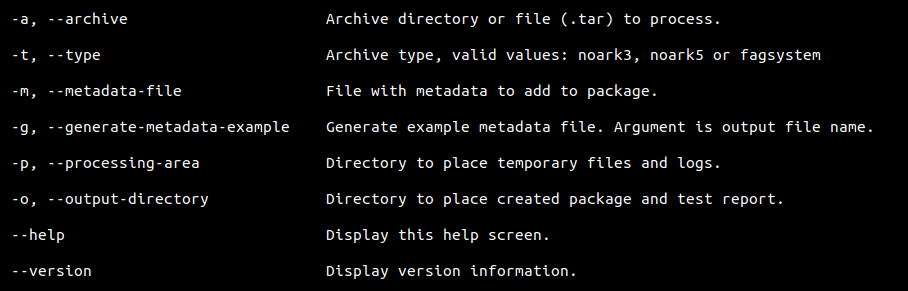 -a, --archive Archive directory or file (.tar) to process.
-t, --type Archive type, valid values: noark3, noark5 or fagsystem
-m, --metadata-file File with metadata to add to package.
-g, --generate-metadata-example Generate example metadata file. Argument is output file name.
-p, --processing-area Directory to place temporary files and logs.
-o, --output-directory Directory to place created package and test report.
--help Display this help screen.
--version Display version information.